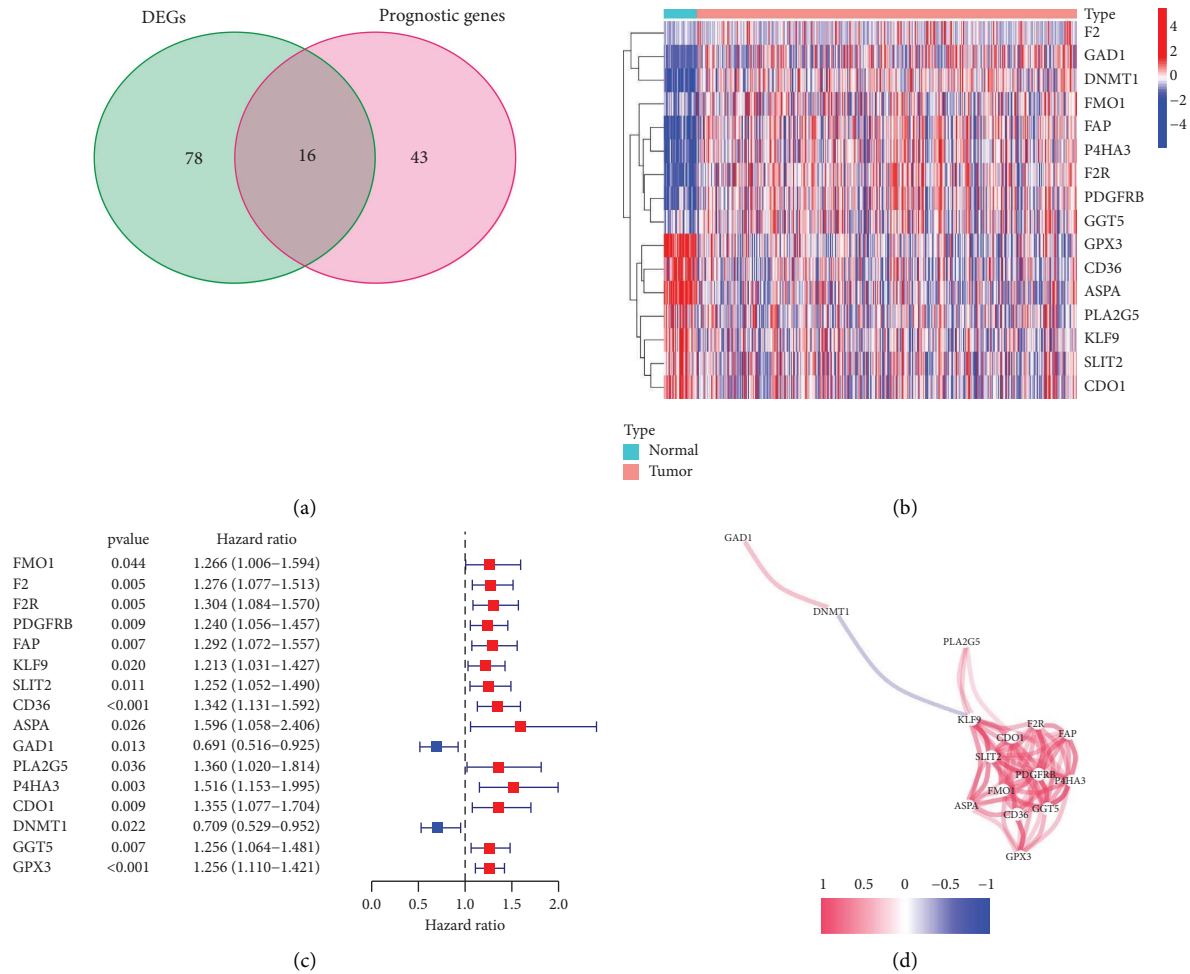 DEGs
Prognostic genes
78
16
43
(a)
Type
F2
GAD1
DNMT1
FMO1
FAP
P4HA3
F2R
PDGFRB
GGT5
GPX3
CD36
ASPA
PLA2G5
KLF9
SLIT2
CDO1
4
2
0
−2
−4
Type
Normal
Tumor
(b)
pvalue Hazard ratio
FMO1 0.044 1.266 (1.006−1.594)
F2 0.005 1.276 (1.077−1.513)
F2R 0.005 1.304 (1.084−1.570)
PDGFRB 0.009 1.240 (1.056−1.457)
FAP 0.007 1.292 (1.072−1.557)
KLF9 0.020 1.213 (1.031−1.427)
SLIT2 0.011 1.252 (1.052−1.490)
CD36 <0.001 1.342 (1.131−1.592)
ASPA 0.026 1.596 (1.058−2.406)
GAD1 0.013 0.691 (0.516−0.925)
PLA2G5 0.036 1.360 (1.020−1.814)
P4HA3 0.003 1.516 (1.153−1.995)
CDO1 0.009 1.355 (1.077−1.704)
DNMT1 0.022 0.709 (0.529−0.952)
GGT5 0.007 1.256 (1.064−1.481)
GPX3 <0.001 1.256 (1.110−1.421)
0.0 0.5 1.0 1.5 2.0
Hazard ratio
(c)
GAD1
DNMT1
PLA2G5
KLF9
F2R
CDO1
FAP
SLIT2
PDGFRB
P4HA3
FMO1
ASPA
GGT5
CD36
GPX3
1 0.5 0 −0.5 −1
(d)